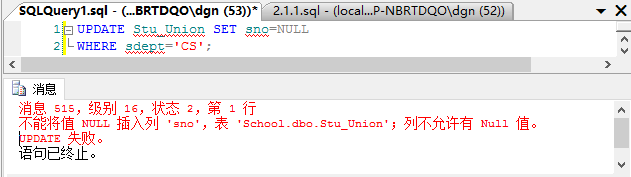 SQLQuery1.sql - (...BRTDQO\dgn (53))* 2.1.1.sql - (local...P-NBRTDQO\dgn (52))
1 UPDATE Stu_Union SET sno=NULL
2 WHERE sdept='CS';
消息
消息 515，级别 16，状态 2，第 1 行
不能将值 NULL 插入列 'sno'，表 'School.dbo.Stu_Union'；列不允许有 Null 值。
UPDATE 失败。
语句已终止。